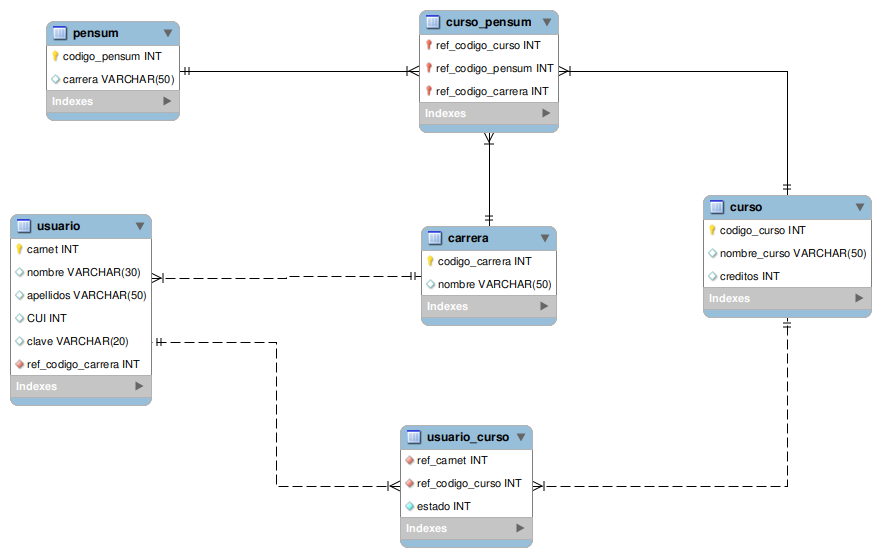 pensum
codigo_pensum INT
carrera VARCHAR(50)
Indexes
curso_pensum
ref_codigo_curso INT
ref_codigo_pensum INT
ref_codigo_carrera INT
Indexes
usuario
carnet INT
nombre VARCHAR(30)
apellidos VARCHAR(50)
CUI INT
clave VARCHAR(20)
ref_codigo_carrera INT
Indexes
carrera
codigo_carrera INT
nombre VARCHAR(50)
Indexes
curso
codigo_curso INT
nombre_curso VARCHAR(50)
creditos INT
Indexes
usuario_curso
ref_carnet INT
ref_codigo_curso INT
estado INT
Indexes